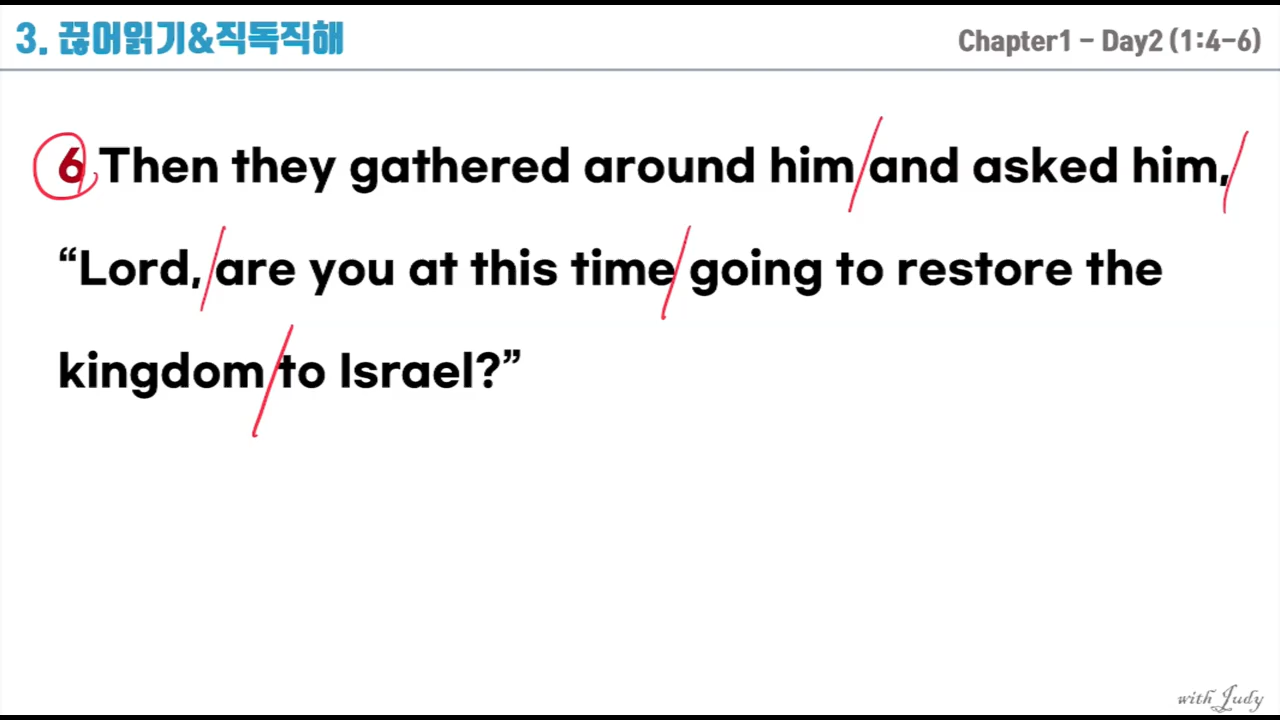 3. 끊어읽기&직독직해
Chapter1 - Day2 (1:4-6)
6 Then they gathered around him and asked him,
“Lord, are you at this time going to restore the
kingdom to Israel?”
with Judy